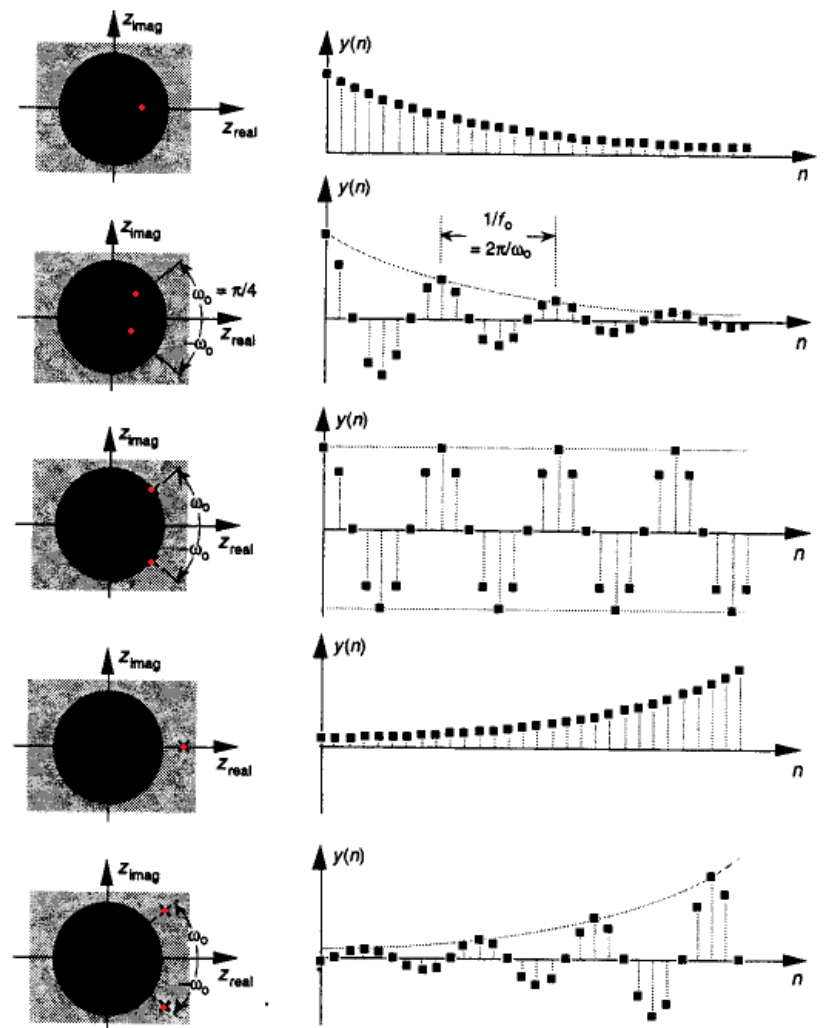 z_imag
y(n)
z_real
n
z_imag
y(n)
1/f_o
= 2π/ω_o
ω_o = π/4
z_real
-ω_o
n
z_imag
y(n)
ω_o
z_real
-ω_o
n
z_imag
y(n)
z_real
n
z_imag
y(n)
ω_o
z_real
-ω_o
n